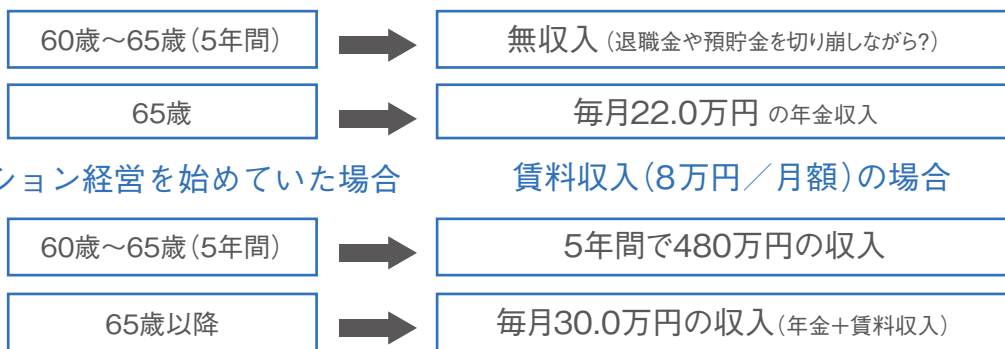 60歳～65歳(5年間) 無収入(退職金や預貯金を切り崩しながら?)
65歳 毎月22.0万円 の年金収入
ション経営を始めていた場合 賃料収入(8万円／月額)の場合
60歳～65歳(5年間) 5年間で480万円の収入
65歳以降 毎月30.0万円の収入(年金＋賃料収入)